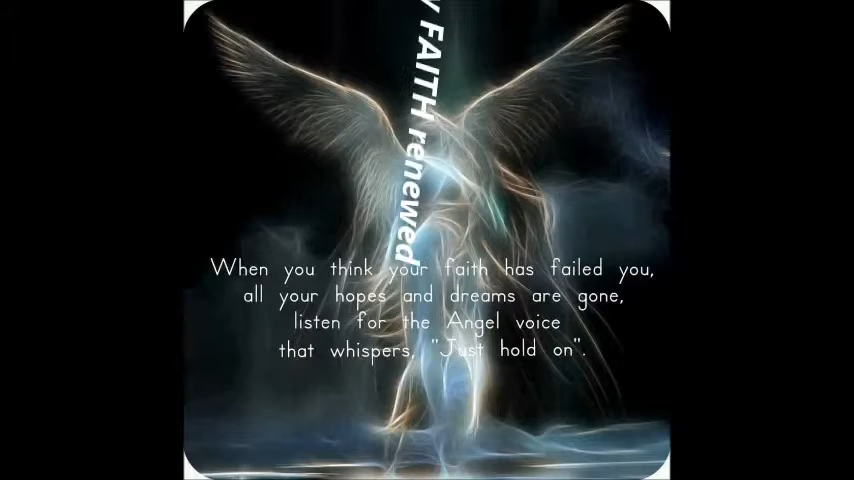 FAITH renewed
When you think your faith has failed you,
all your hopes and dreams are gone,
listen for the Angel voice
that whispers, "Just hold on".